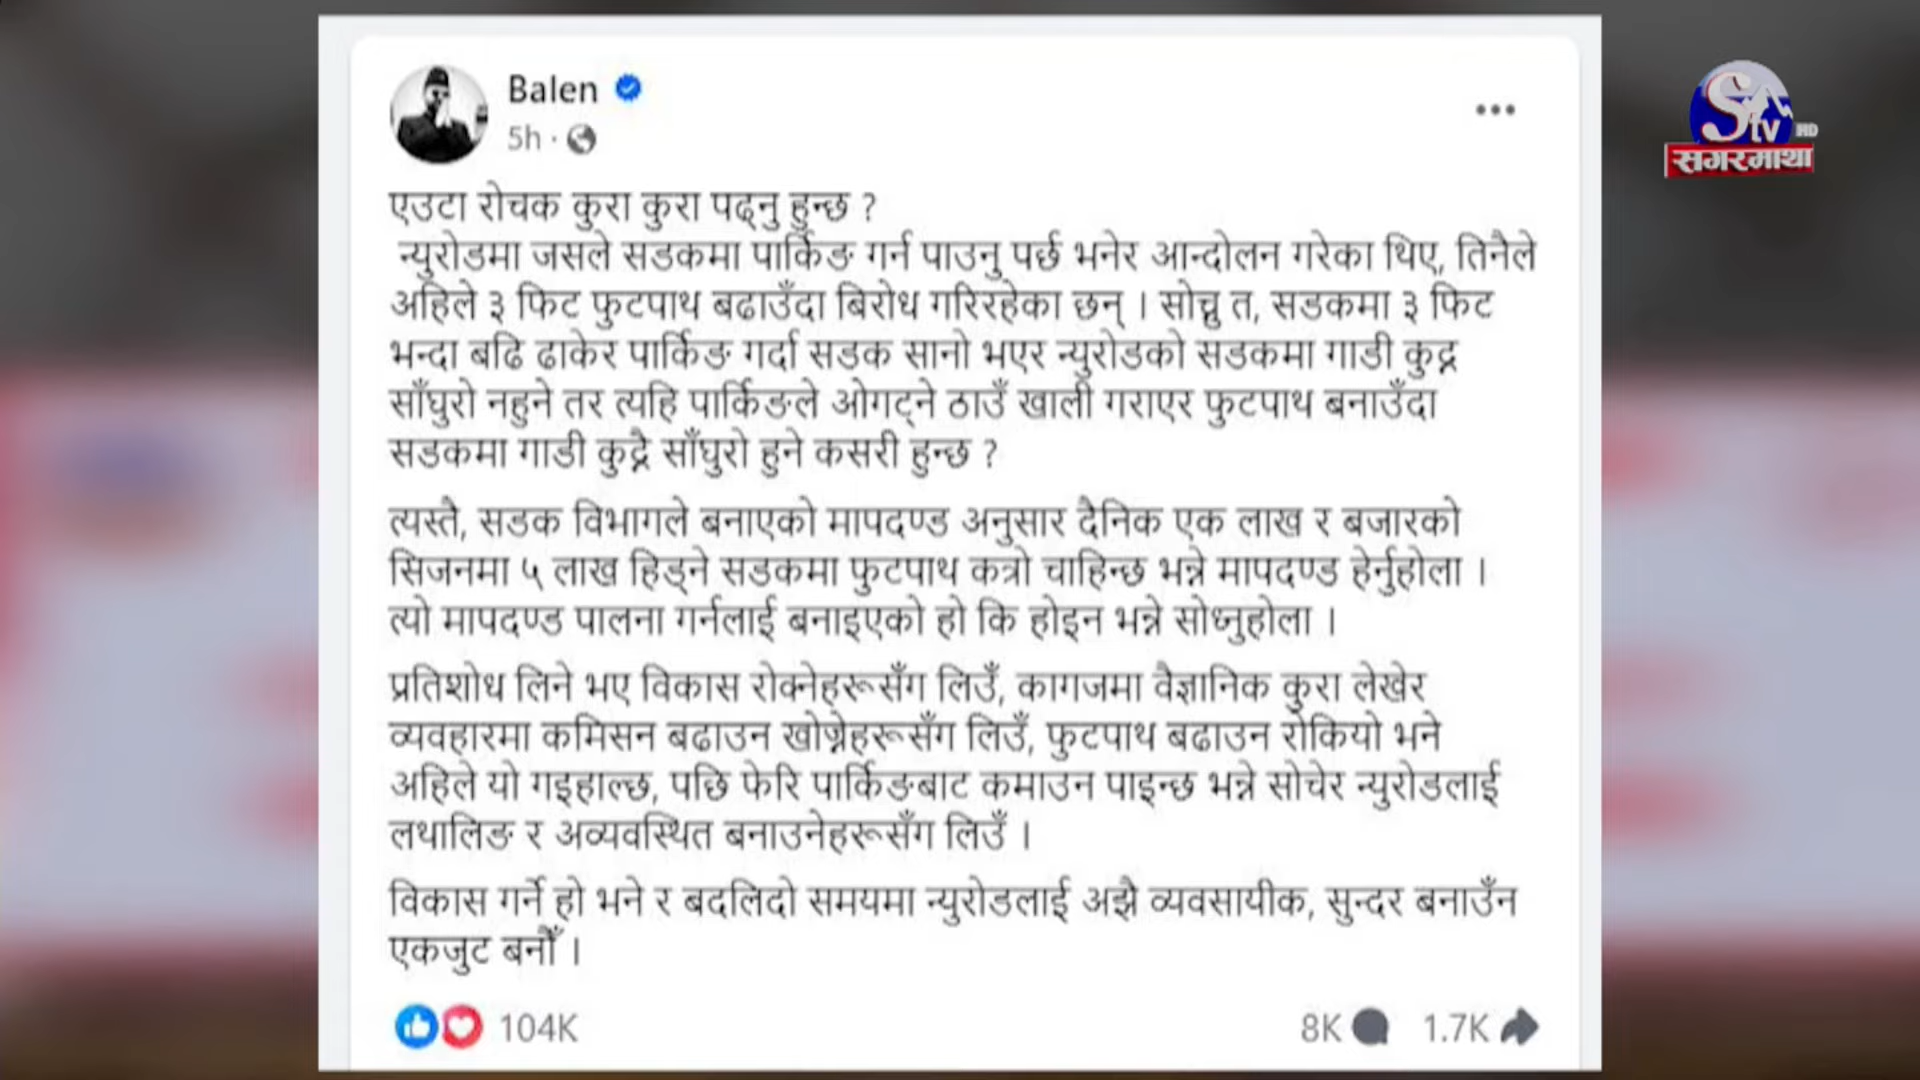 Balen
5h ·
एउटा रोचक कुरा कुरा पढ्नु हुन्छ ?
न्युरोडमा जसले सडकमा पार्किङ गर्न पाउनु पर्छ भनेर आन्दोलन गरेका थिए, तिनैले
अहिले ३ फिट फुटपाथ बढाउँदा बिरोध गरिरहेका छन् । सोच्नु त, सडकमा ३ फिट
भन्दा बढि ढाकेर पार्किङ गर्दा सडक सानो भएर न्युरोडको सडकमा गाडी कुद्न
साँघुरो नहुने तर त्यहि पार्किङले ओगट्ने ठाउँ खाली गराएर फुटपाथ बनाउँदा
सडकमा गाडी कुद्नै साँघुरो हुने कसरी हुन्छ ?
त्यस्तै, सडक विभागले बनाएको मापदण्ड अनुसार दैनिक एक लाख र बजारको
सिजनमा ५ लाख हिड्ने सडकमा फुटपाथ कत्रो चाहिन्छ भन्ने मापदण्ड हेर्नुहोला ।
त्यो मापदण्ड पालना गर्नलाई बनाइएको हो कि होइन भन्ने सोध्नुहोला ।
प्रतिशोध लिने भए विकास रोक्नेहरूसँग लिउँ, कागजमा वैज्ञानिक कुरा लेखेर
व्यवहारमा कमिसन बढाउन खोज्नेहरूसँग लिउँ, फुटपाथ बढाउन रोकियो भने
अहिले यो गइहाल्छ, पछि फेरि पार्किङबाट कमाउन पाइन्छ भन्ने सोचेर न्युरोडलाई
लथालिङ र अव्यवस्थित बनाउनेहरूसँग लिउँ ।
विकास गर्ने हो भने र बदलिदो समयमा न्युरोडलाई अझै व्यवसायीक, सुन्दर बनाउँन
एकजुट बनौँ ।
104K 8K 1.7K
Stv HD
सगरमाथा